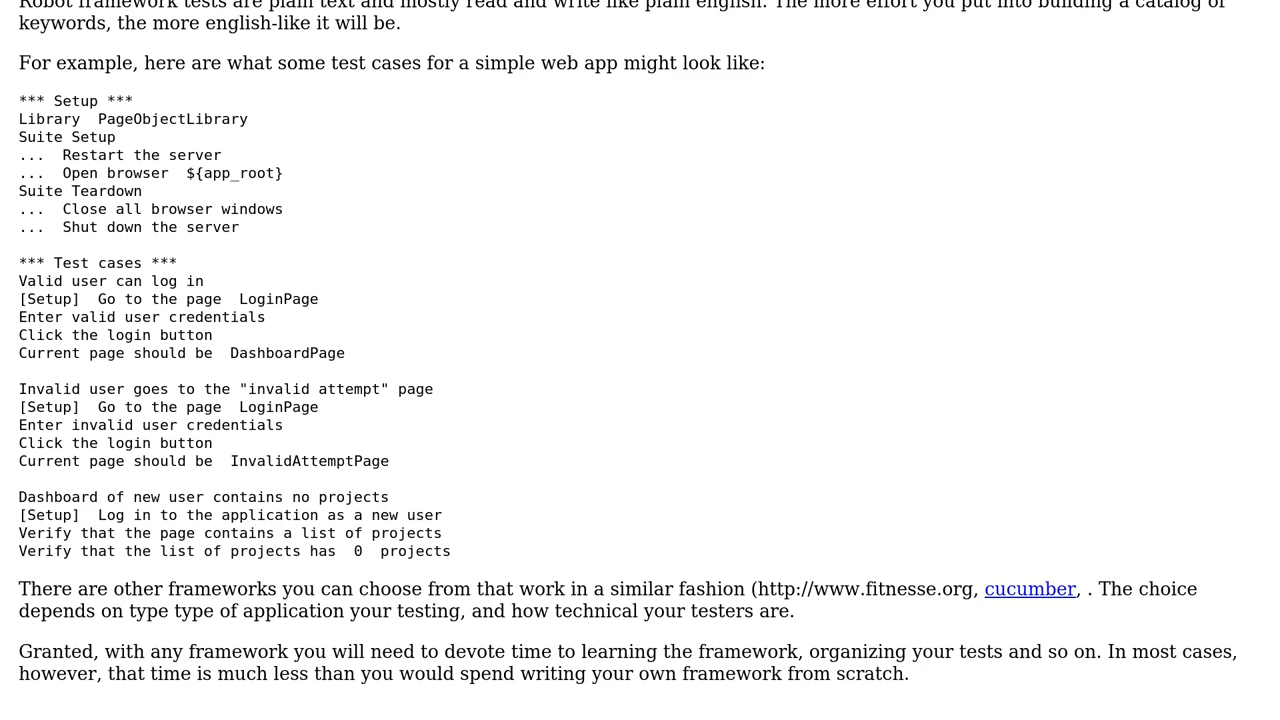 Robot framework tests are plain text and mostly read and write like plain english. The more effort you put into building a catalog of
keywords, the more english-like it will be.
For example, here are what some test cases for a simple web app might look like:
*** Setup ***
Library  PageObjectLibrary
Suite Setup
...  Restart the server
...  Open browser  ${app_root}
Suite Teardown
...  Close all browser windows
...  Shut down the server
*** Test cases ***
Valid user can log in
[Setup]  Go to the page  LoginPage
Enter valid user credentials
Click the login button
Current page should be  DashboardPage
Invalid user goes to the "invalid attempt" page
[Setup]  Go to the page  LoginPage
Enter invalid user credentials
Click the login button
Current page should be  InvalidAttemptPage
Dashboard of new user contains no projects
[Setup]  Log in to the application as a new user
Verify that the page contains a list of projects
Verify that the list of projects has  0  projects
There are other frameworks you can choose from that work in a similar fashion (http://www.fitnesse.org, cucumber, . The choice
depends on type type of application your testing, and how technical your testers are.
Granted, with any framework you will need to devote time to learning the framework, organizing your tests and so on. In most cases,
however, that time is much less than you would spend writing your own framework from scratch.